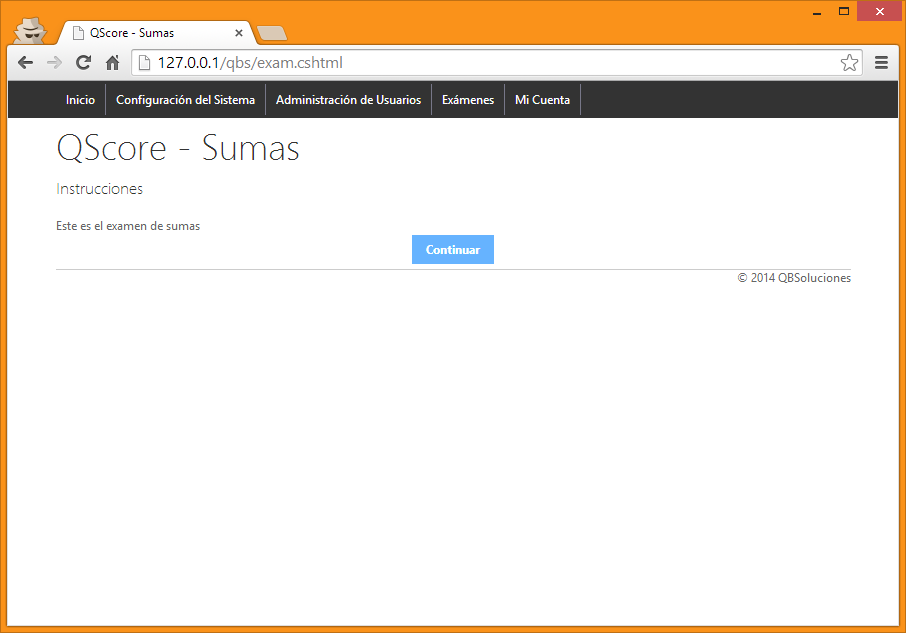 QScore - Sumas
127.0.0.1/qbs/exam.cshtml
Inicio Configuración del Sistema Administración de Usuarios Exámenes Mi Cuenta
QScore - Sumas
Instrucciones
Este es el examen de sumas
Continuar
© 2014 QBSoluciones